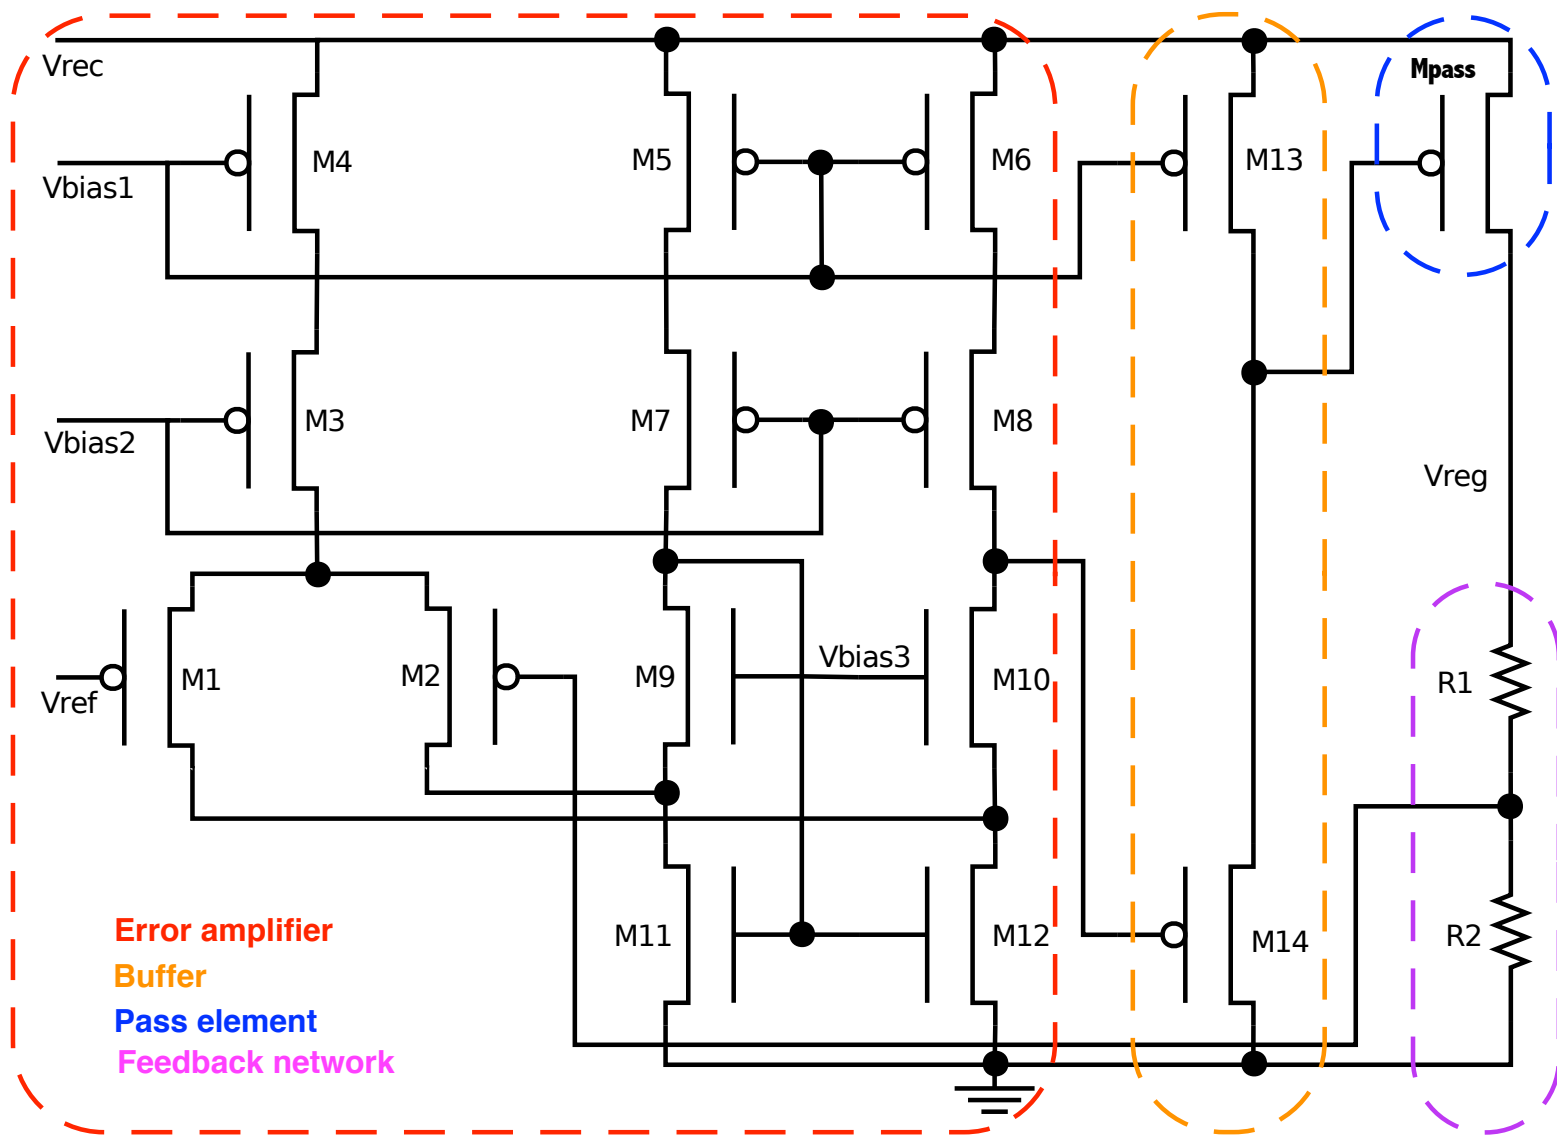 Vrec
Mpass
M4
M5
M6
M13
Vbias1
M3
M7
M8
Vbias2
Vreg
M1
M2
M9
Vbias3
M10
R1
Vref
Error amplifier
M11
M12
M14
R2
Buffer
Pass element
Feedback network